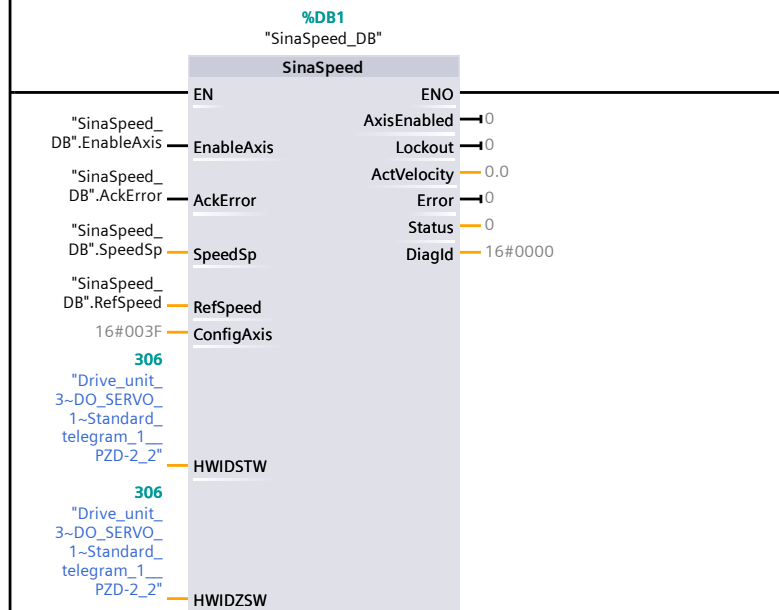 %DB1
"SinaSpeed_DB"
SinaSpeed
EN
ENO
"SinaSpeed_
DB".EnableAxis
EnableAxis
AxisEnabled
0
Lockout
0
"SinaSpeed_
DB".AckError
AckError
ActVelocity
0.0
Error
0
"SinaSpeed_
DB".SpeedSp
SpeedSp
Status
0
DiagId
16#0000
"SinaSpeed_
DB".RefSpeed
RefSpeed
16#003F
ConfigAxis
306
"Drive_unit_
3~DO_SERVO_
1~Standard_
telegram_1__
PZD-2_2"
HWIDSTW
306
"Drive_unit_
3~DO_SERVO_
1~Standard_
telegram_1__
PZD-2_2"
HWIDZSW